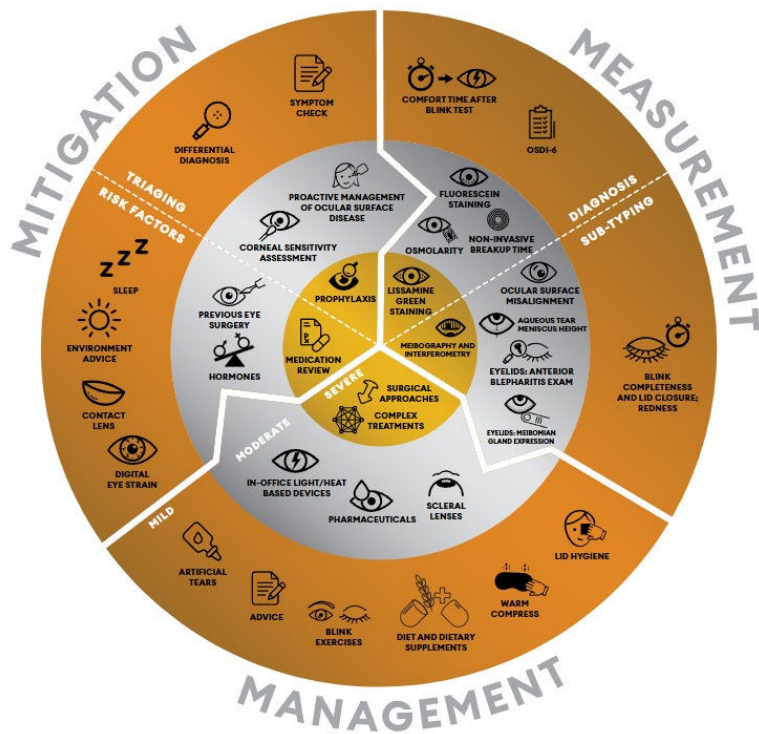 MITIGATION
SYMPTOM
CHECK
DIFFERENTIAL
DIAGNOSIS
TRIAGING
RISK FACTORS
PROACTIVE MANAGEMENT
OF OCULAR SURFACE
DISEASE
CORNEAL SENSITIVITY
ASSESSMENT
PROPHYLAXIS
Z Z Z
SLEEP
ENVIRONMENT
ADVICE
CONTACT
LENS
DIGITAL
EYE STRAIN
PREVIOUS EYE
SURGERY
HORMONES
MEDICATION
REVIEW
MEASUREMENT
COMFORT TIME AFTER
BLINK TEST
OSDI-6
DIAGNOSIS
SUB-TYPING
FLUORESCEIN
STAINING
OSMOLARITY
NON-INVASIVE
BREAKUP TIME
LISSAMINE
GREEN
STAINING
OCULAR SURFACE
MISALIGNMENT
AQUEOUS TEAR
MENISCUS HEIGHT
EYELIDS: ANTERIOR
BLEPHARITIS EXAM
EYELIDS: MEIBOMIAN
GLAND EXPRESSION
MEIBOGRAPHY AND
INTERFEROMETRY
BLINK
COMPLETENESS
AND LID CLOSURE;
REDNESS
MANAGEMENT
SEVERE
SURGICAL
APPROACHES
COMPLEX
TREATMENTS
MODERATE
IN-OFFICE LIGHT/HEAT
BASED DEVICES
PHARMACEUTICALS
SCLERAL
LENSES
MILD
ARTIFICIAL
TEARS
ADVICE
BLINK
EXERCISES
DIET AND DIETARY
SUPPLEMENTS
WARM
COMPRESS
LID HYGIENE